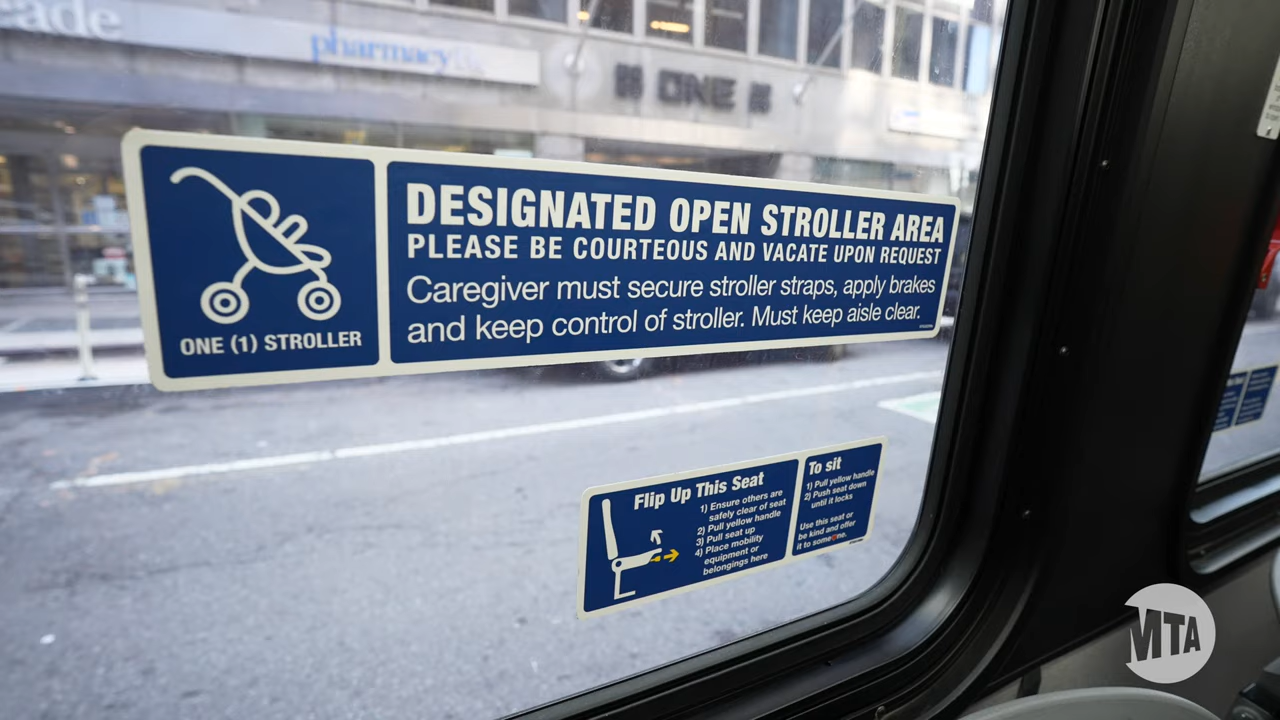 ade
pharmacy
ONE
DESIGNATED OPEN STROLLER AREA
PLEASE BE COURTEOUS AND VACATE UPON REQUEST
Caregiver must secure stroller straps, apply brakes
and keep control of stroller. Must keep aisle clear.
ONE (1) STROLLER
Flip Up This Seat
1) Ensure others are
safely clear of seat
2) Pull yellow handle
3) Pull seat up
4) Place mobility
equipment or
belongings here
To sit
1) Pull yellow handle
2) Push seat down
until it locks
Use this seat or
be kind and offer
it to someone.
MTA